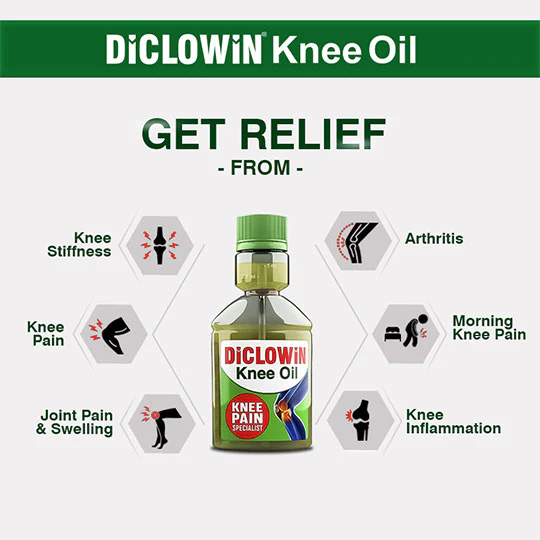 DiCLOWiN® Knee Oil
GET RELIEF
- FROM -
Knee
Stiffness
Arthritis
Knee
Pain
Morning
Knee Pain
Joint Pain
& Swelling
Knee
Inflammation
DiCLOWiN
Knee Oil
KNEE
PAIN
SPECIALIST